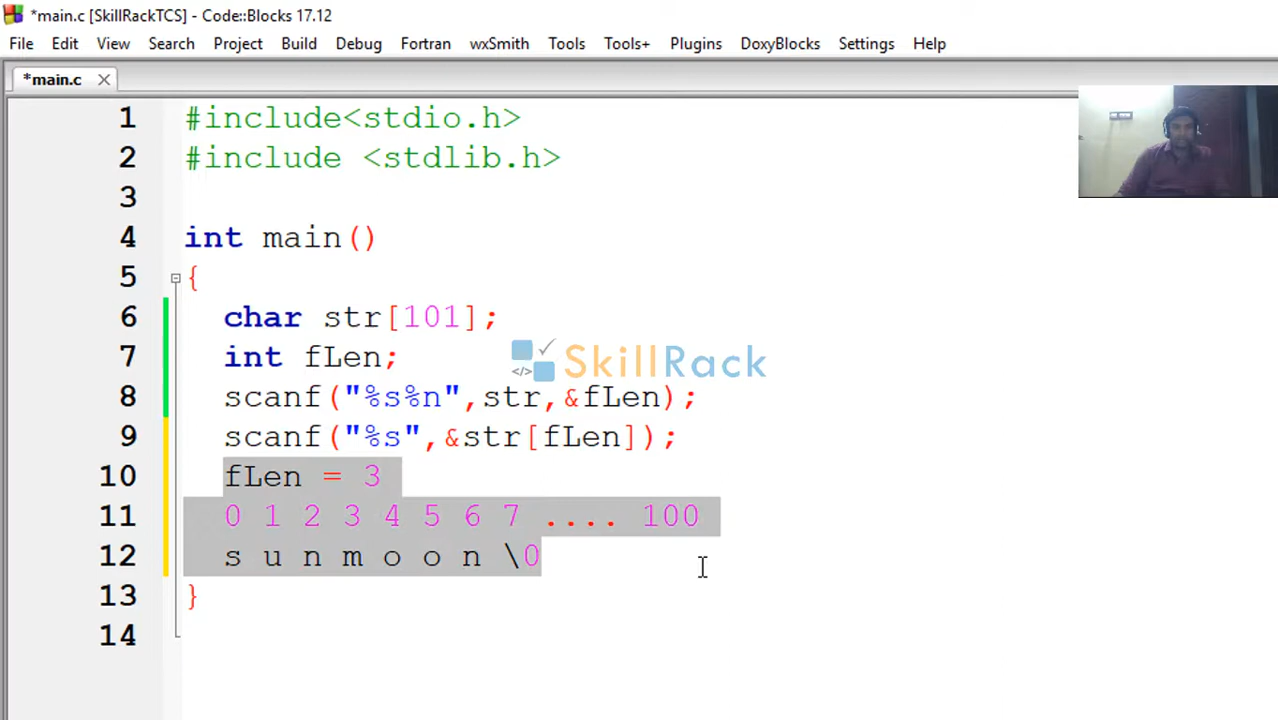 *main.c [SkillRackTCS] - Code::Blocks 17.12
File Edit View Search Project Build Debug Fortran wxSmith Tools Tools+ Plugins DoxyBlocks Settings Help
*main.c
1 #include<stdio.h>
2 #include <stdlib.h>
3
4 int main()
5 {
6 char str[101];
7 int fLen;
SkillRack
8 scanf("%s%n",str,&fLen);
9 scanf("%s",&str[fLen]);
10 fLen = 3
11 0 1 2 3 4 5 6 7 .... 100
12 s u n m o o n \0
13 }
14